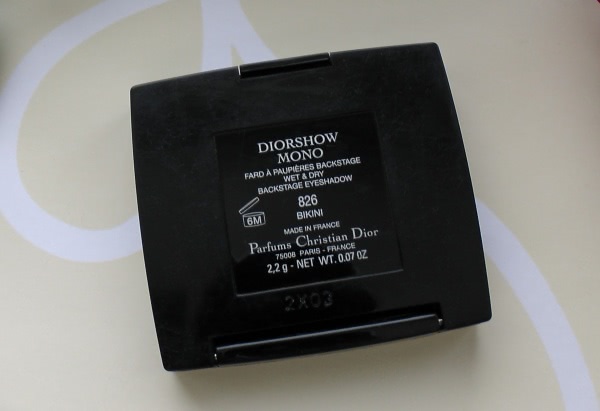 DIORSHOW
MONO
FARD À PAUPIÈRES BACKSTAGE
WET & DRY
BACKSTAGE EYESHADOW
826
BIKINI
6M
MADE IN FRANCE
Parfums Christian Dior
75008 PARIS - FRANCE
2,2 g - NET WT. 0.07 OZ
2X03